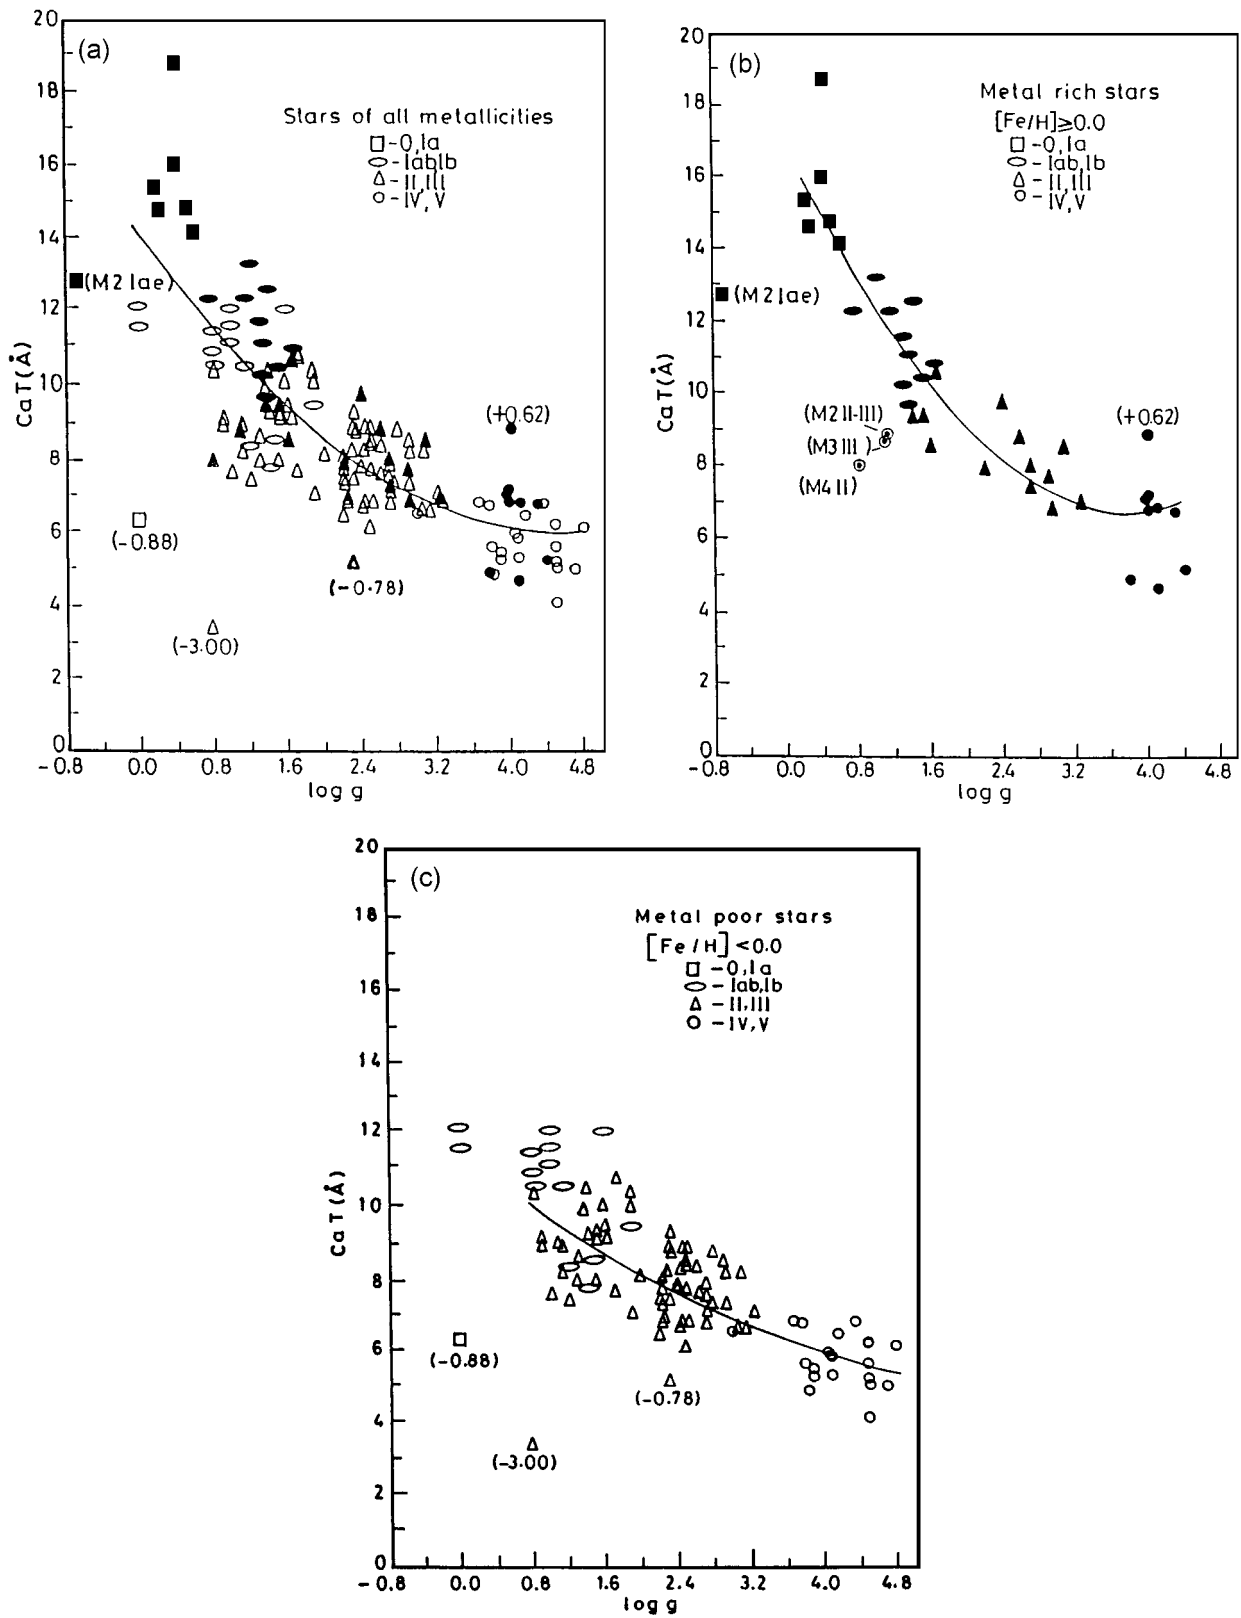 (a)
Stars of all metallicities
-0,Ia
-Iab,Ib
-II,III
-IV,V
20
18
16
14
12
10
8
6
4
2
0
CaT(Å)
(M2 Iae)
(+0.62)
(-0.88)
(-0.78)
(-3.00)
-0.8 0.0 0.8 1.6 2.4 3.2 4.0 4.8
log g
(b)
Metal rich stars
[Fe/H]≥0.0
-0,Ia
-Iab,Ib
-II,III
-IV,V
20
18
16
14
12
10
8
6
4
2
0
CaT(Å)
(M2 Iae)
(+0.62)
(M2 II-III)
(M3 III)
(M4 II)
-0.8 0.0 0.8 1.6 2.4 3.2 4.0 4.8
log g
(c)
Metal poor stars
[Fe/H]<0.0
-0,Ia
-Iab,Ib
-II,III
-IV,V
20
18
16
14
12
10
8
6
4
2
0
CaT(Å)
(-0.88)
(-0.78)
(-3.00)
-0.8 0.0 0.8 1.6 2.4 3.2 4.0 4.8
log g